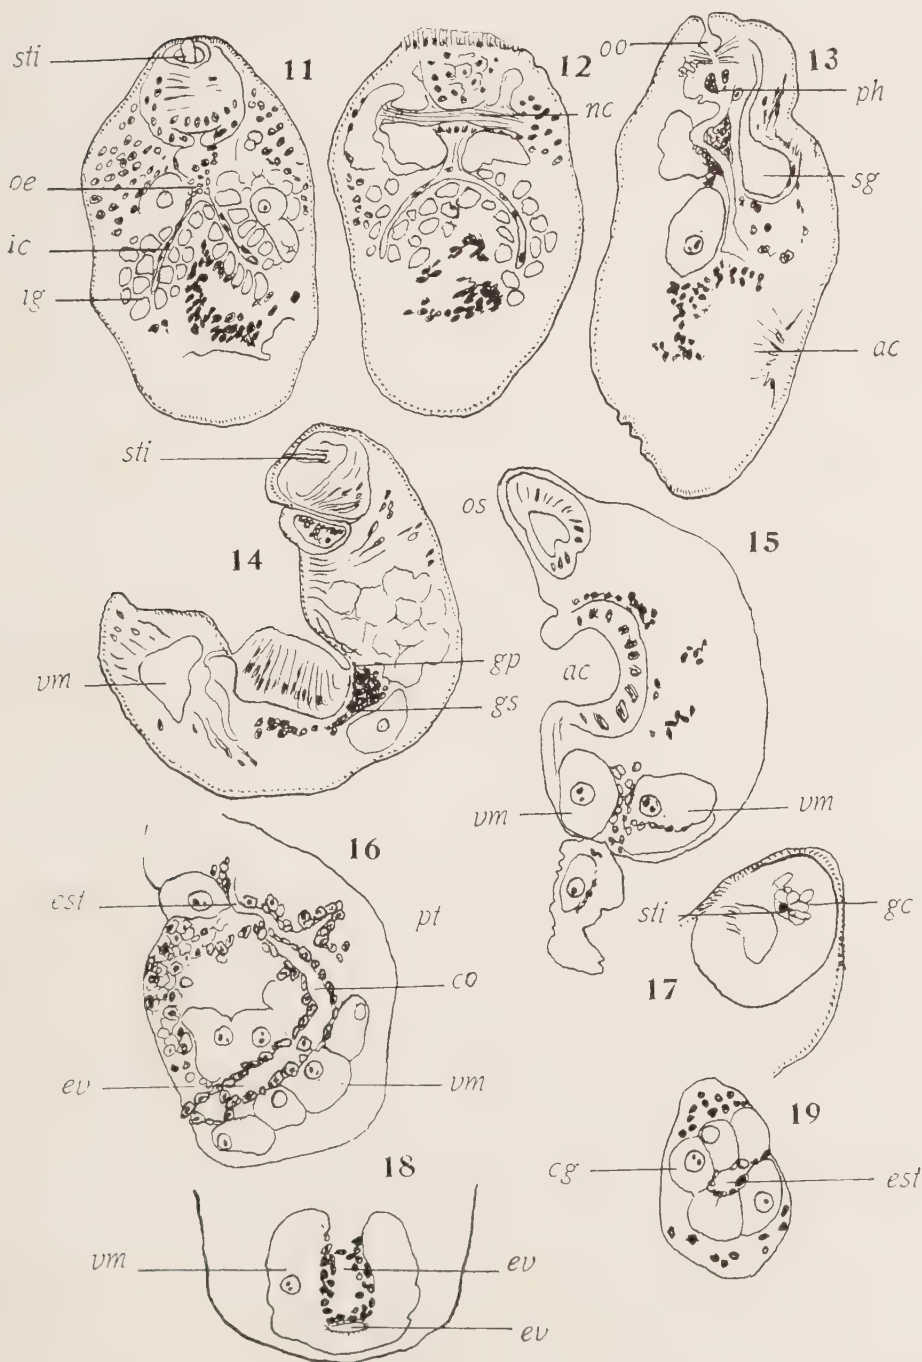 sti
11
12
oo
13
ph
nc
oe
sg
ic
ig
ac
sti
os
15
14
vm
gp
ac
gs
vm
vm
16
est
pt
sti
gc
co
17
ev
vm
19
18
cg
est
vm
ev
ev